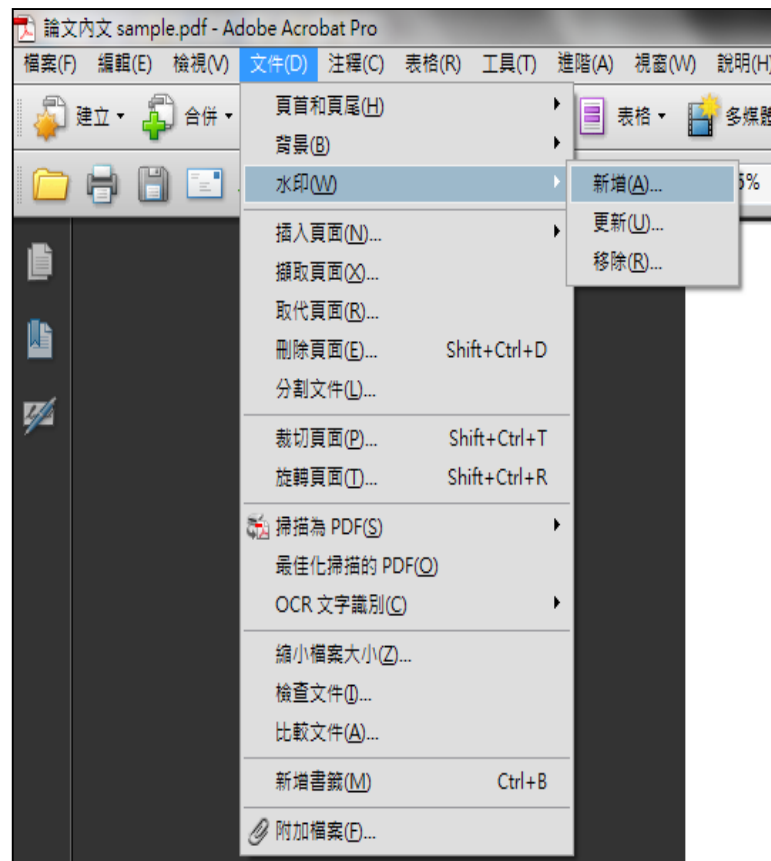 論文內文 sample.pdf - Adobe Acrobat Pro
檔案(F) 編輯(E) 檢視(V) 文件(D) 注釋(C) 表格(R) 工具(T) 進階(A) 視窗(W) 說明(H)
建立 合併 表格 多媒體
頁首和頁尾(H)
背景(B)
水印(W)
新增(A)... 5%
更新(U)...
移除(R)...
插入頁面(N)...
擷取頁面(X)...
取代頁面(R)...
刪除頁面(E)... Shift+Ctrl+D
分割文件(L)...
裁切頁面(P)... Shift+Ctrl+T
旋轉頁面(T)... Shift+Ctrl+R
掃描為 PDF(S)
最佳化掃描的 PDF(O)
OCR 文字識別(C)
縮小檔案大小(Z)...
檢查文件(I)...
比較文件(A)...
新增書籤(M) Ctrl+B
附加檔案(F)...